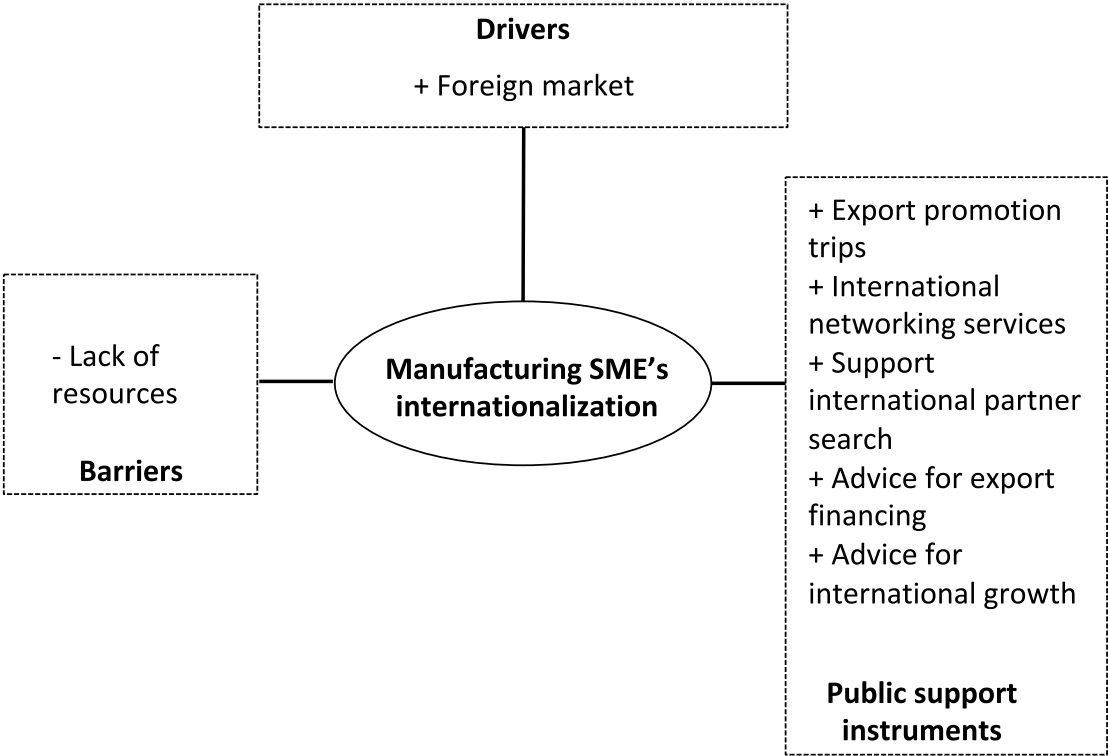 Drivers
+ Foreign market
- Lack of
resources
Barriers
Manufacturing SME’s
internationalization
+ Export promotion
trips
+ International
networking services
+ Support
international partner
search
+ Advice for export
financing
+ Advice for
international growth
Public support
instruments